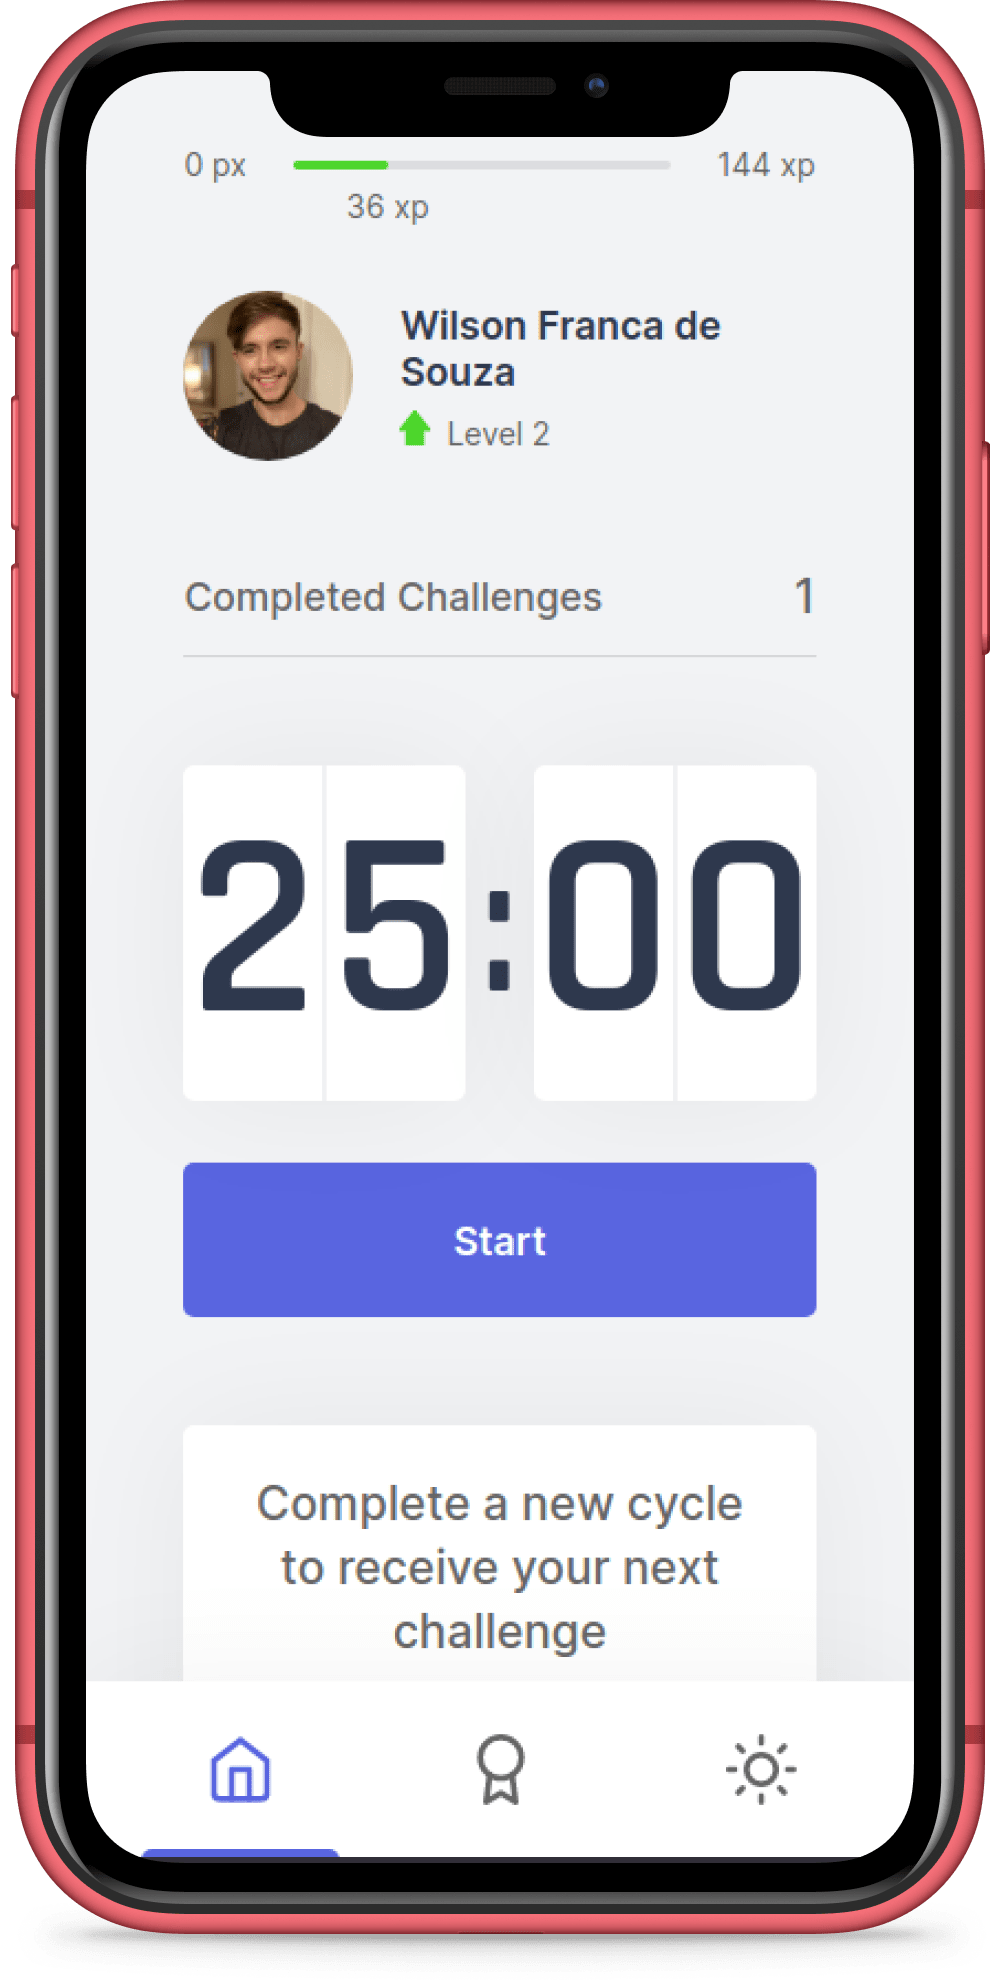 0 px 144 xp
36 xp
Wilson Franca de
Souza
Level 2
Completed Challenges 1
25:00
Start
Complete a new cycle
to receive your next
challenge